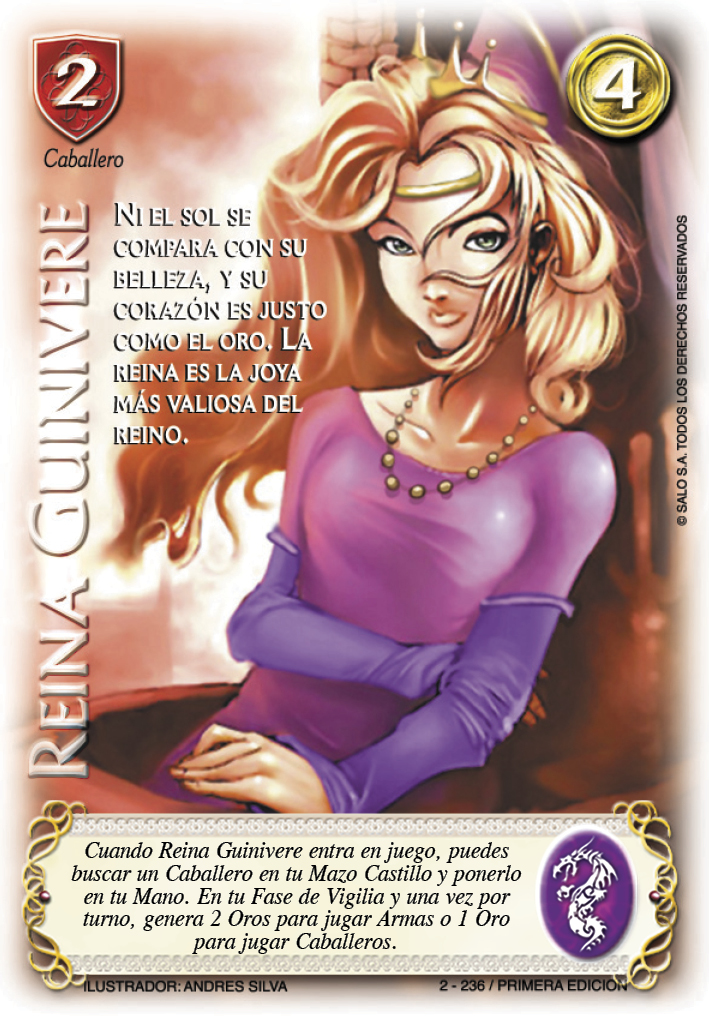 2
4
Caballero
REINA GUINIVERE
NI EL SOL SE
COMPARA CON SU
BELLEZA, Y SU
CORAZÓN ES JUSTO
COMO EL ORO. LA
REINA ES LA JOYA
MÁS VALIOSA DEL
REINO.
© SALO S.A. TODOS LOS DERECHOS RESERVADOS
Cuando Reina Guinivere entra en juego, puedes
buscar un Caballero en tu Mazo Castillo y ponerlo
en tu Mano. En tu Fase de Vigilia y una vez por
turno, genera 2 Oros para jugar Armas o 1 Oro
para jugar Caballeros.
ILUSTRADOR: ANDRES SILVA
2 - 236 / PRIMERA EDICIÓN